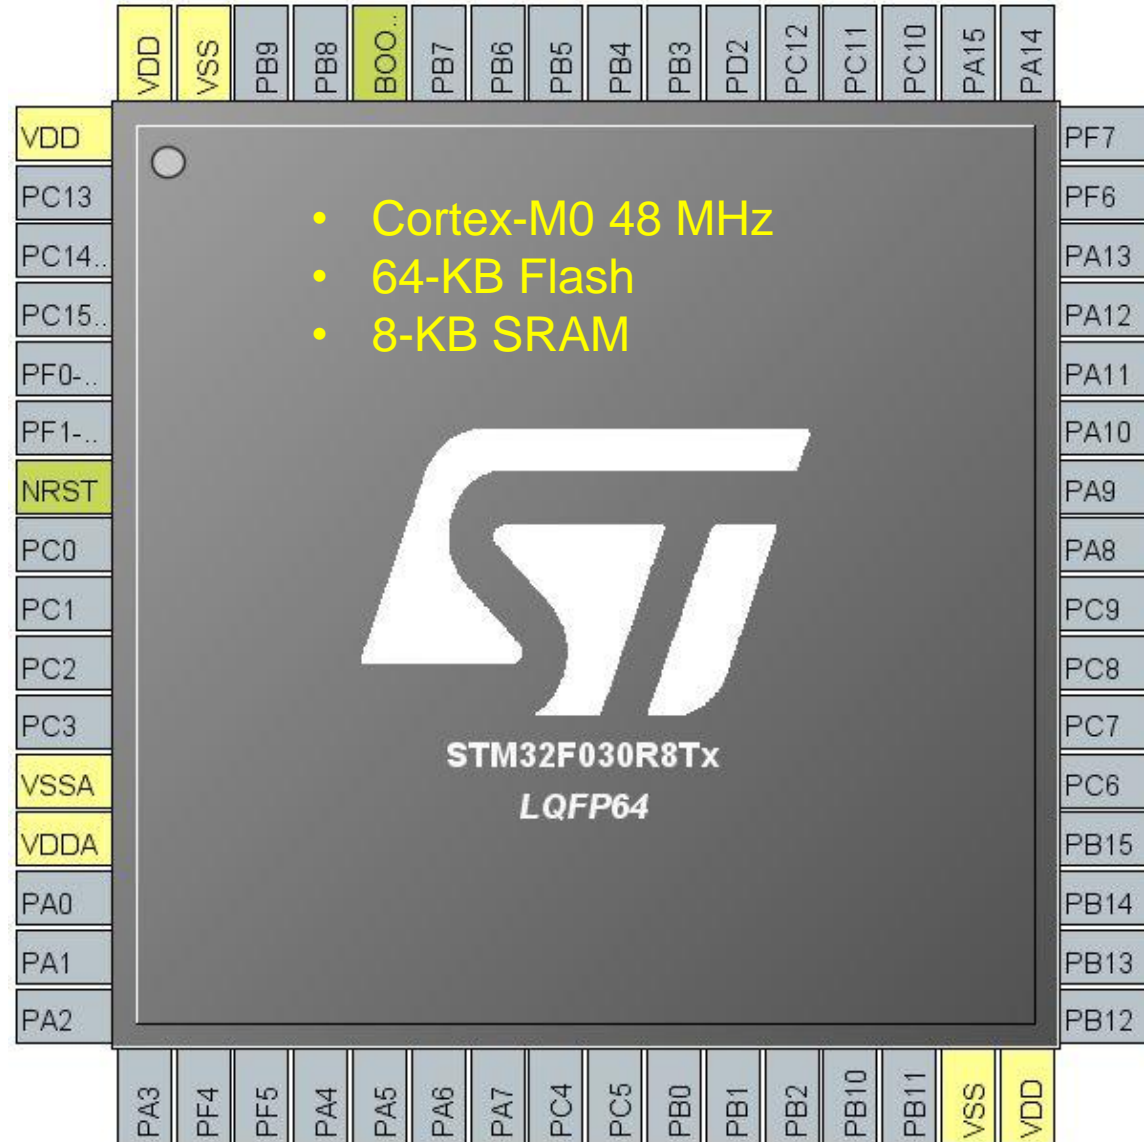 VDD
VSS
PB9
PB8
BOO..
PB7
PB6
PB5
PB4
PB3
PD2
PC12
PC11
PC10
PA15
PA14
VDD
PC13
PC14..
PC15..
PF0-..
PF1-..
NRST
PC0
PC1
PC2
PC3
VSSA
VDDA
PA0
PA1
PA2
• Cortex-M0 48 MHz
• 64-KB Flash
• 8-KB SRAM
ST
STM32F030R8Tx
LQFP64
PF7
PF6
PA13
PA12
PA11
PA10
PA9
PA8
PC9
PC8
PC7
PC6
PB15
PB14
PB13
PB12
PA3
PF4
PF5
PA4
PA5
PA6
PA7
PC4
PC5
PB0
PB1
PB2
PB10
PB11
VSS
VDD